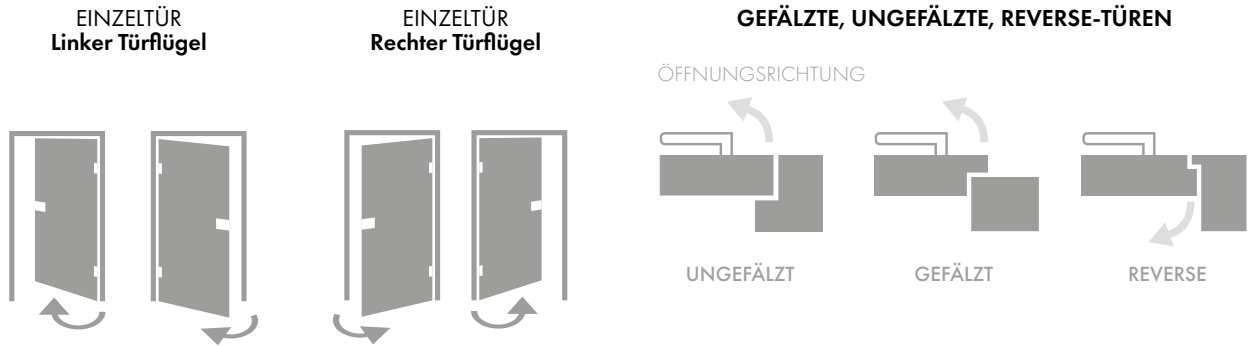 EINZELTÜR
Linker Türflügel
EINZELTÜR
Rechter Türflügel
GEFÄLZTE, UNGEFÄLZTE, REVERSE-TÜREN
ÖFFNUNGSRICHTUNG
UNGEFÄLZT
GEFÄLZT
REVERSE